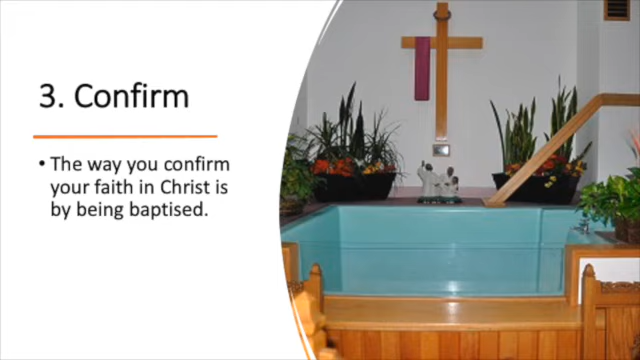 3. Confirm
• The way you confirm
your faith in Christ is
by being baptised.